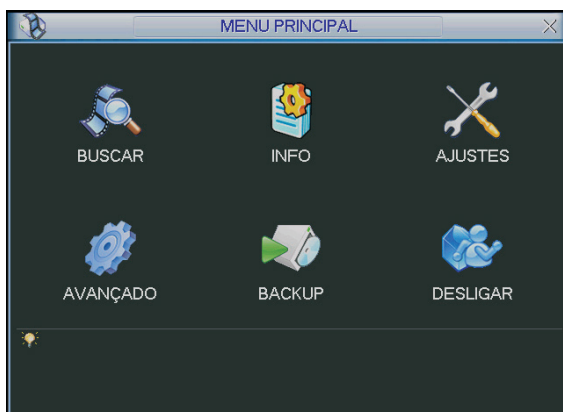 MENU PRINCIPAL
BUSCAR
INFO
AJUSTES
AVANÇADO
BACKUP
DESLIGAR